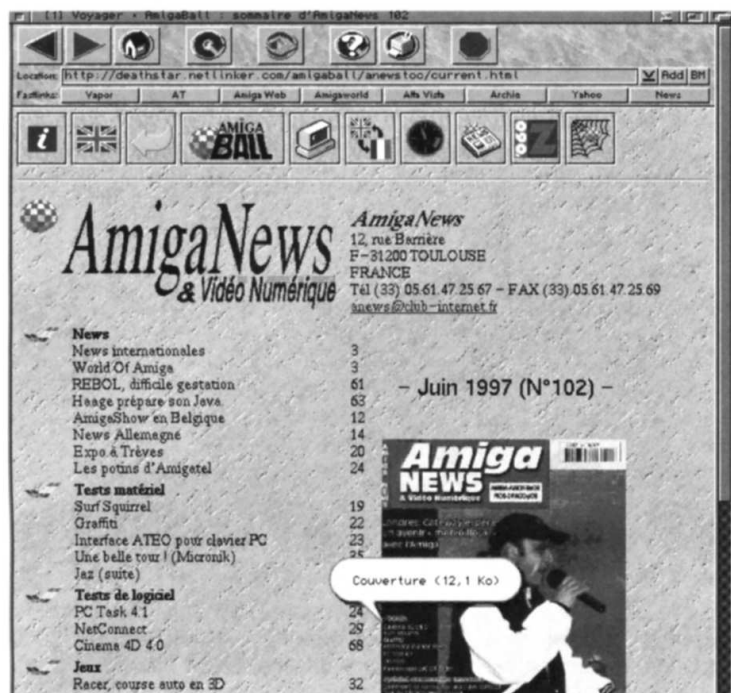 [1] Voyager • AmigaBall : sommaire d'AmigaNews 102
Location: http://deathstar.netlinker.com/amigaball/anewstoc/current.html Add BM
Fastlinks: Vapor AT Amiga Web Amigaworld Alta Vista Archie Yahoo News
AMIGA
BALL
AmigaNews
& Vidéo Numérique
AmigaNews
12, rue Barrière
F-31200 TOULOUSE
FRANCE
Tél (33) 05.61.47.25.67 - FAX (33) 05.61.47.25.69
anews@club-internet.fr
News
News internationales 3
World Of Amiga 3
REBOL, difficile gestation 61
Haage prépare son Java 63
AmigaShow en Belgique 12
News Allemagne 14
Expo à Trèves 20
Les potins d'Amigatel 24
- Juin 1997 (N°102) -
Tests matériel
Surf Squirrel 19
Graffiti 22
Interface ATEO pour clavier PC 23
Une belle tour ! (Micronik) 35
Jaz (suite)
Tests de logiciel
PC Task 4.1 24
NetConnect 29
Cinema 4D 4.0 68
Jeux
Racer, course auto en 3D 32
Amiga
NEWS
& Vidéo Numérique
Couverture (12,1 Ko)